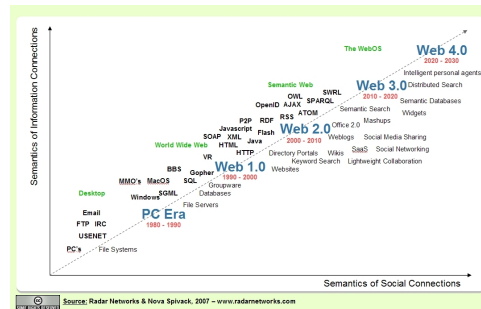 Semantics of Information Connections
The WebOS
Web 4.0
2020 - 2030
Intelligent personal agents
Semantic Web
SWRL
Web 3.0
2010 - 2020
Distributed Search
OWL
SPARQL
OpenID AJAX
Semantic Databases
ATOM
Semantic Search
Widgets
P2P RDF RSS
Office 2.0
Mashups
Javascript Flash
Web 2.0
2000 - 2010
SOAP XML
Java
Weblogs
Social Media Sharing
World Wide Web
HTML
HTTP
Directory Portals
Wikis
SaaS
Social Networking
VR
Keyword Search
Lightweight Collaboration
BBS
Gopher
Web 1.0
1990 - 2000
Websites
MMO's MacOS SQL
Groupware
Desktop
SGML
Databases
Windows
File Servers
Email
PC Era
1980 - 1990
FTP IRC
USENET
PC's
File Systems
Semantics of Social Connections
cc
SOME RIGHTS RESERVED
Source: Radar Networks & Nova Spivack, 2007 – www.radarnetworks.com